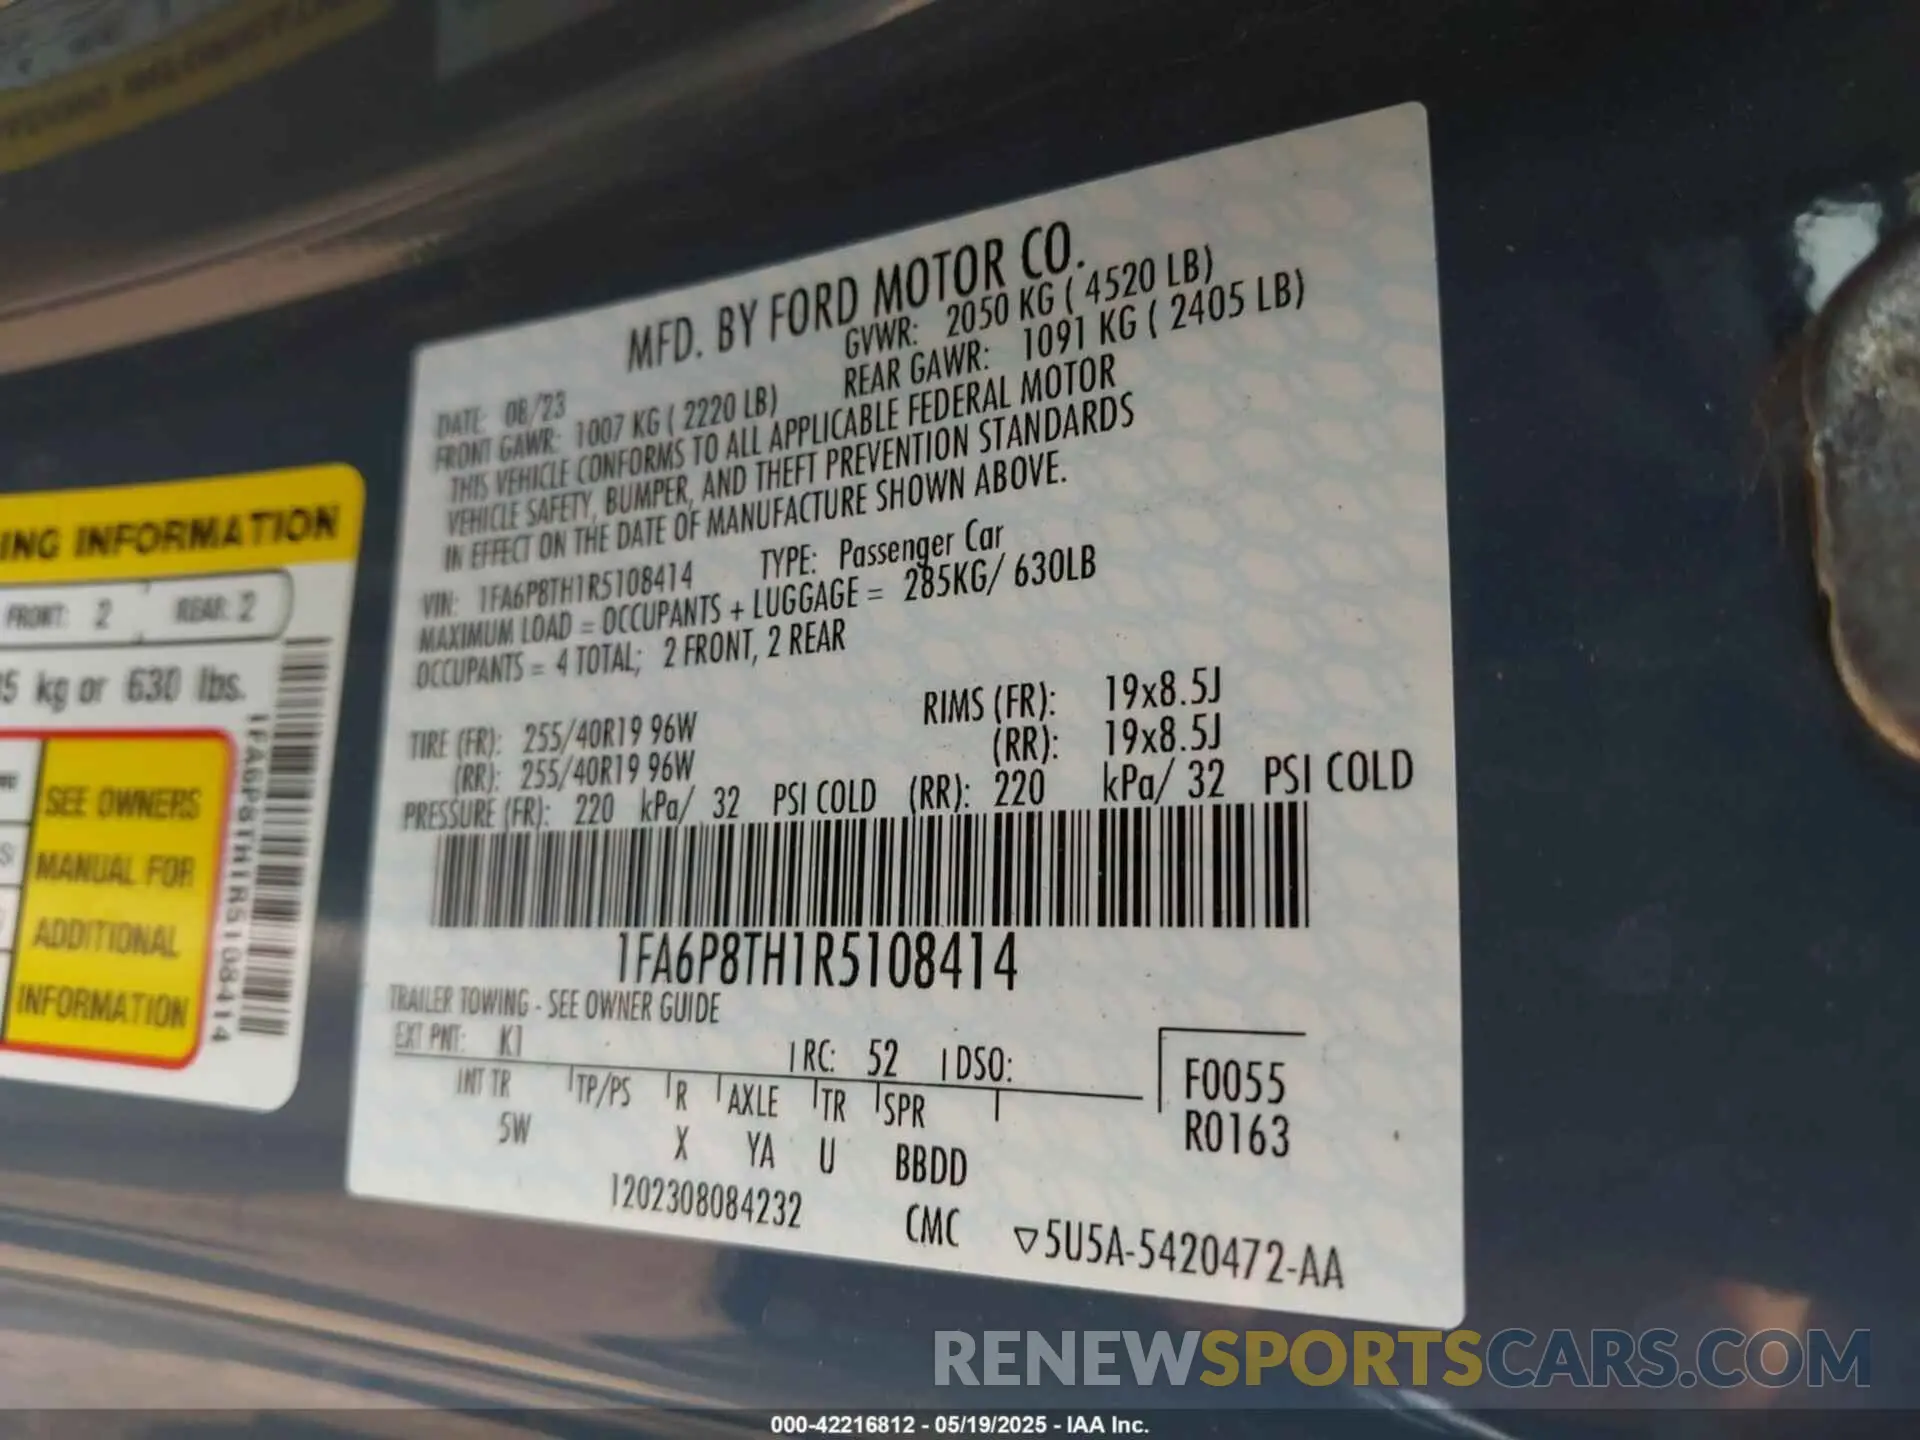 MFD. BY FORD MOTOR CO.
DATE: 08/23 GVWR: 2050 KG ( 4520 LB)
FRONT GAWR: 1007 KG ( 2220 LB) REAR GAWR: 1091 KG ( 2405 LB)
THIS VEHICLE CONFORMS TO ALL APPLICABLE FEDERAL MOTOR
VEHICLE SAFETY, BUMPER, AND THEFT PREVENTION STANDARDS
IN EFFECT ON THE DATE OF MANUFACTURE SHOWN ABOVE.
VIN: 1FA6P8TH1R5108414 TYPE: Passenger Car
MAXIMUM LOAD = OCCUPANTS + LUGGAGE = 285KG/ 630LB
OCCUPANTS = 4 TOTAL; 2 FRONT, 2 REAR
TIRE (FR): 255/40R19 96W RIMS (FR): 19x8.5J
(RR): 255/40R19 96W (RR): 19x8.5J
PRESSURE (FR): 220 kPa/ 32 PSI COLD (RR): 220 kPa/ 32 PSI COLD
1FA6P8TH1R5108414
TRAILER TOWING - SEE OWNER GUIDE
EXT PNT: K1 RC: 52 DSO:
INT TR TP/PS R AXLE TR SPR
5W X YA U BBDD
F0055
R0163
1202308084232 CMC ▽5U5A-5420472-AA
ING INFORMATION
FRONT: 2 REAR: 2
5 kg or 630 lbs.
SEE OWNERS
MANUAL FOR
ADDITIONAL
INFORMATION
1FA6P8TH1R5108414
RENEWSPORTSCARS.COM
000-42216812 - 05/19/2025 - IAA Inc.